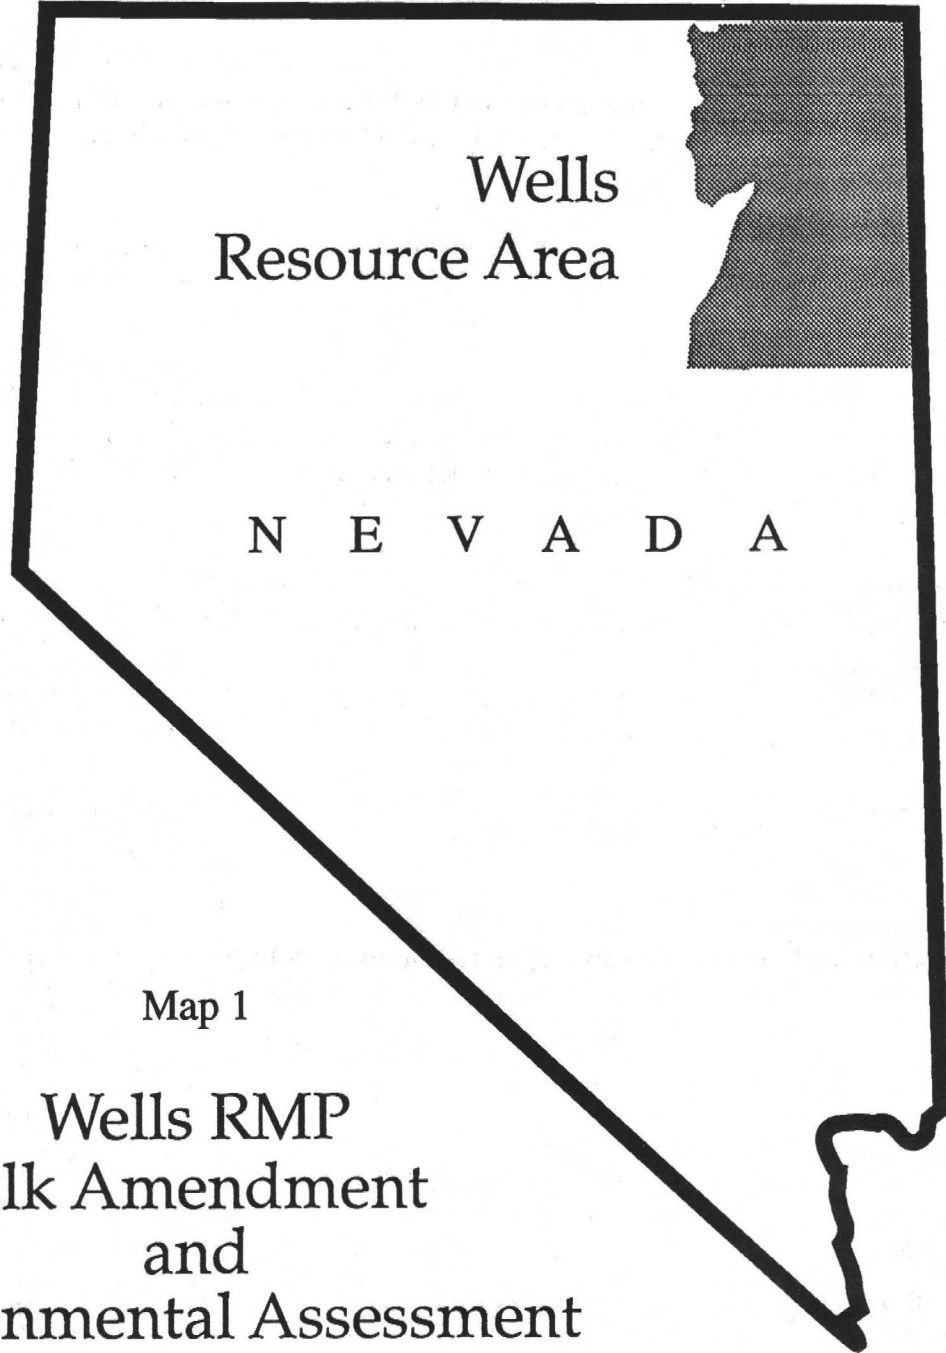 Wells
Resource Area
N E V A D A
Map 1
Wells RMP
lk Amendment
and
nmental Assessment